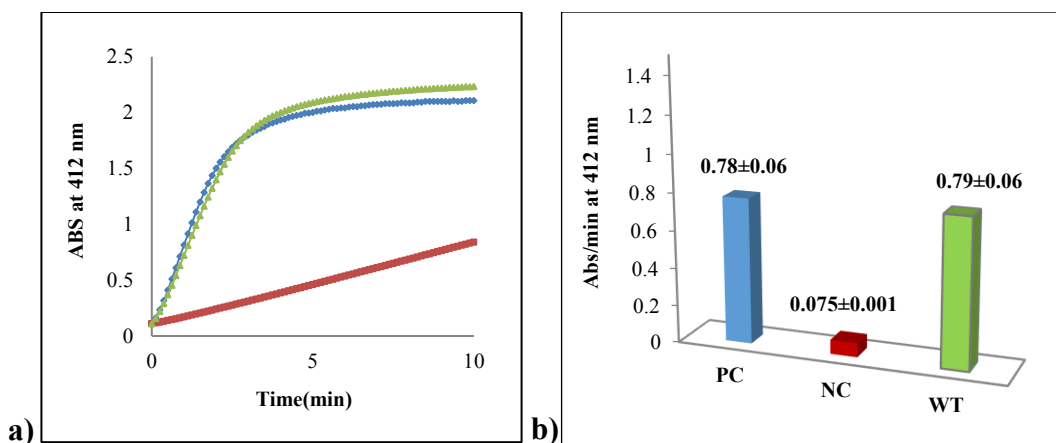 2.5
2
1.5
1
0.5
0
0
5
10
ABS at 412 nm
Time(min)
a)
1.4
1.2
1
0.8
0.6
0.4
0.2
0
Abs/min at 412 nm
0.78±0.06
0.075±0.001
0.79±0.06
PC
NC
WT
b)